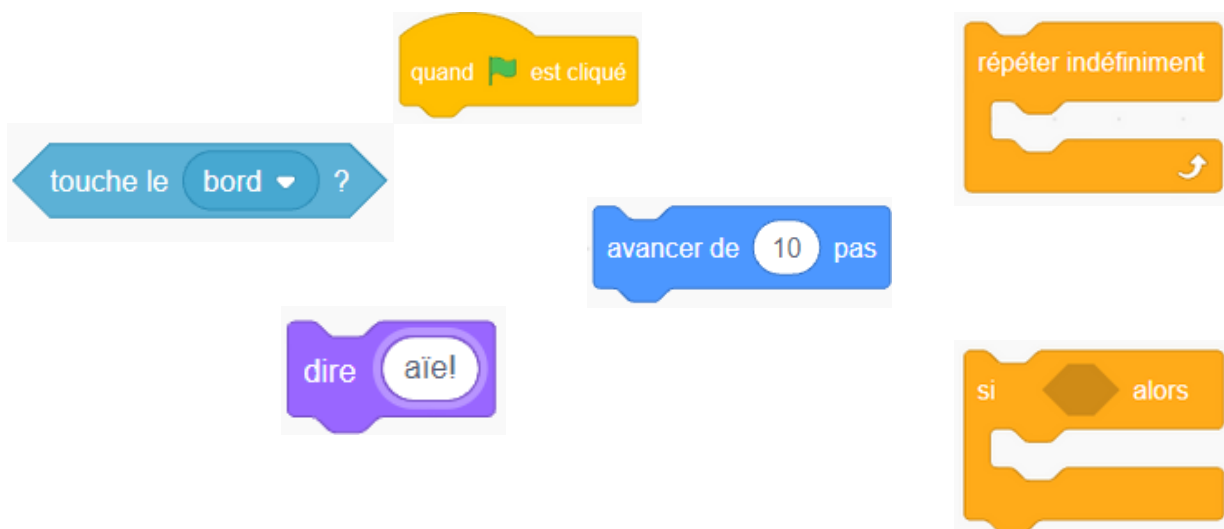 quand est cliqué
répéter indéfiniment
touche le bord ?
avancer de 10 pas
dire aïe!
si alors